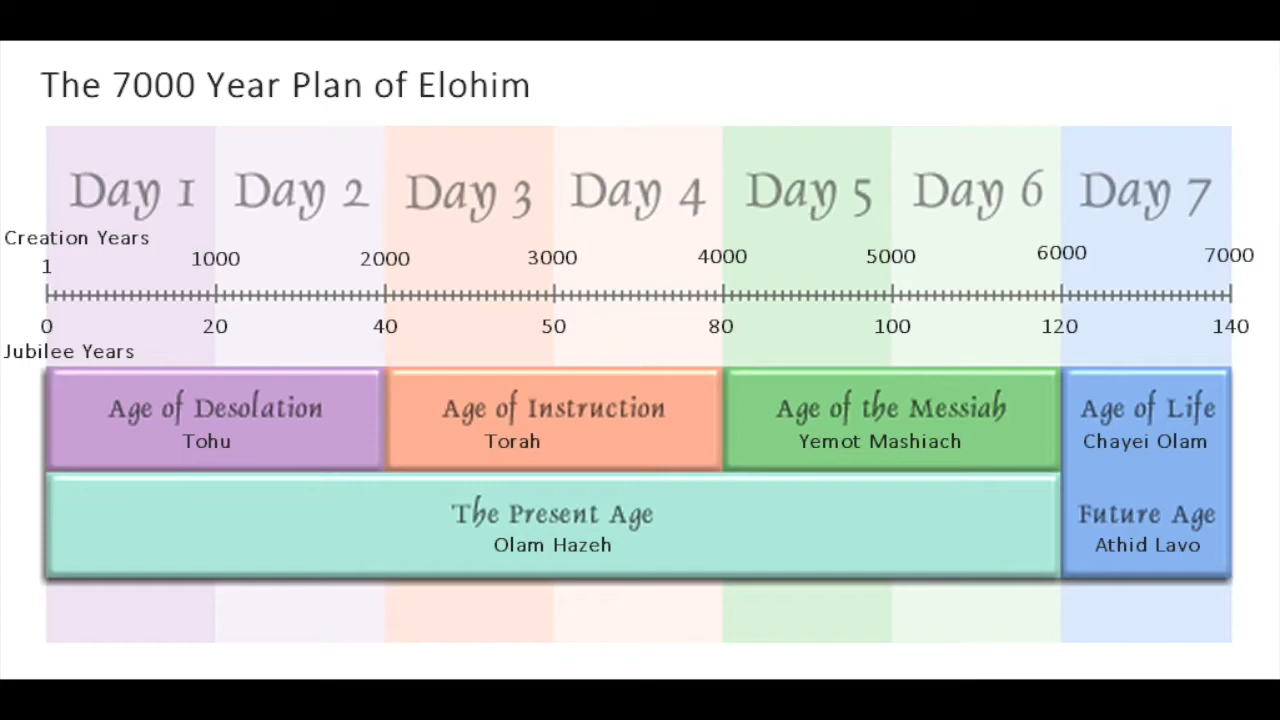 The 7000 Year Plan of Elohim
Day 1 Day 2 Day 3 Day 4 Day 5 Day 6 Day 7
Creation Years
1 1000 2000 3000 4000 5000 6000 7000
0 20 40 50 80 100 120 140
Jubilee Years
Age of Desolation Age of Instruction Age of the Messiah Age of Life
Tohu Torah Yemot Mashiach Chayei Olam
The Present Age Future Age
Olam Hazeh Athid Lavo